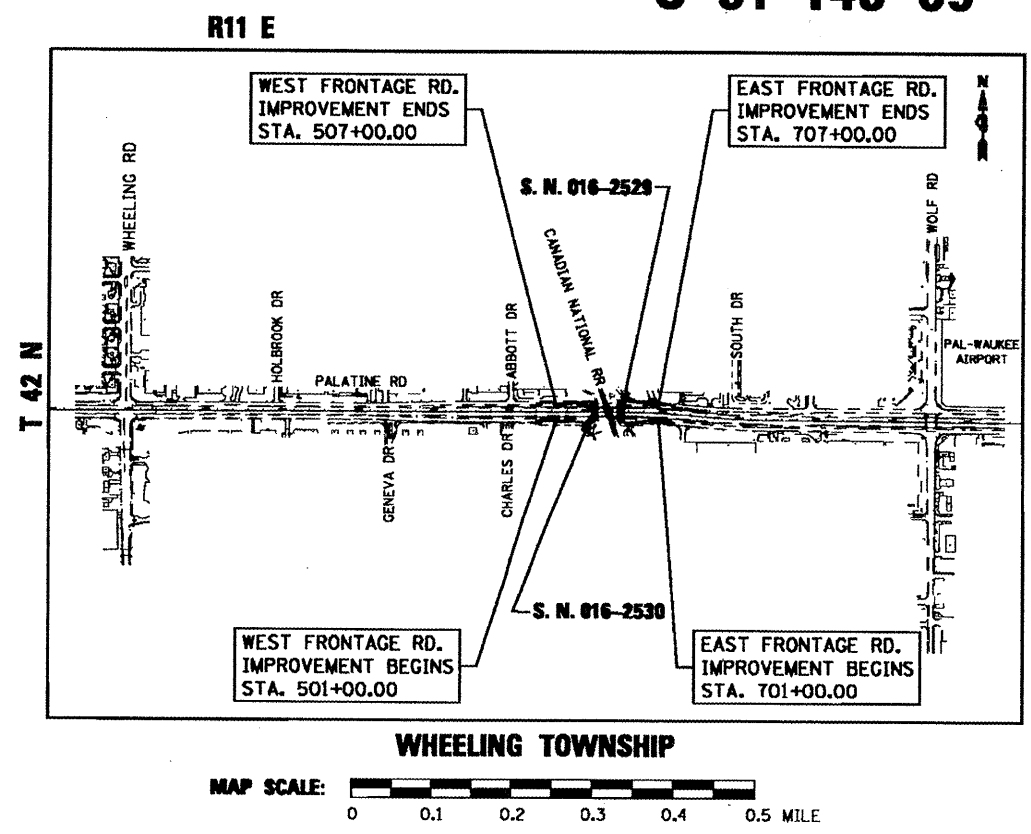 R11 E
WEST FRONTAGE RD.
IMPROVEMENT ENDS
STA. 507+00.00
EAST FRONTAGE RD.
IMPROVEMENT ENDS
STA. 707+00.00
N
S. N. 016-2529
WHEELING RD
WOLF RD
CANADIAN NATIONAL RR
HOLBROOK DR
ABBOTT DR
SOUTH DR
PAL-WAUKEE
AIRPORT
PALATINE RD
T 42 N
GENEVA DR
CHARLES DR
S. N. 016-2530
WEST FRONTAGE RD.
IMPROVEMENT BEGINS
STA. 501+00.00
EAST FRONTAGE RD.
IMPROVEMENT BEGINS
STA. 701+00.00
WHEELING TOWNSHIP
MAP SCALE:
0 0.1 0.2 0.3 0.4 0.5 MILE